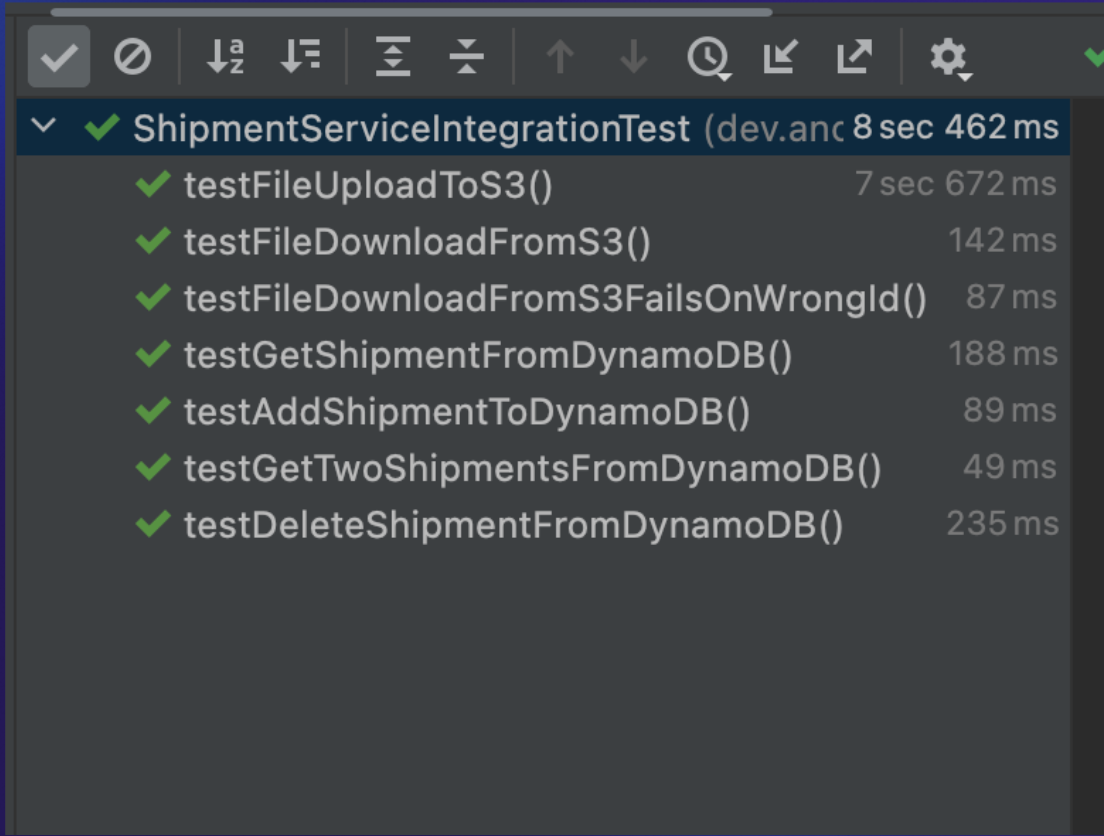 ShipmentServiceIntegrationTest (dev.anc 8 sec 462 ms
testFileUploadToS3() 7 sec 672 ms
testFileDownloadFromS3() 142 ms
testFileDownloadFromS3FailsOnWrongId() 87 ms
testGetShipmentFromDynamoDB() 188 ms
testAddShipmentToDynamoDB() 89 ms
testGetTwoShipmentsFromDynamoDB() 49 ms
testDeleteShipmentFromDynamoDB() 235 ms